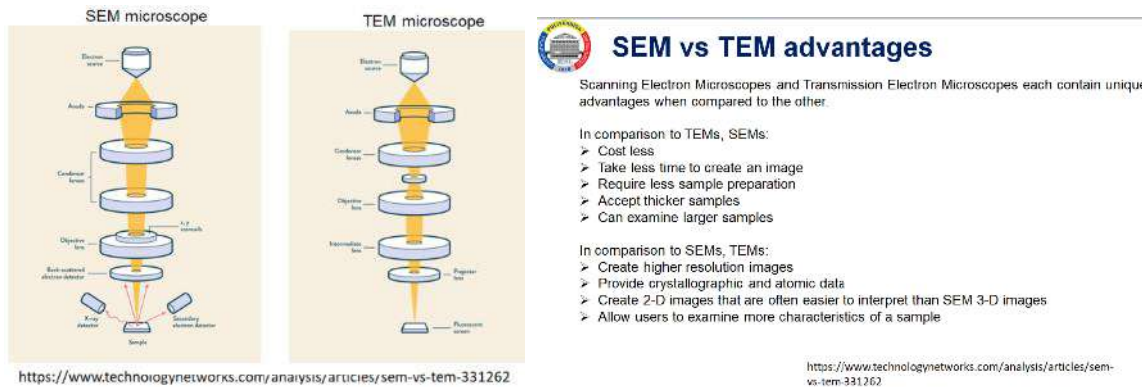 SEM microscope
Electron
source
Anode
Condenser
lenses
x, y
scancoils
Objective
lens
Back-scattered
electron detector
X-ray
detector
Secondary
electron detector
Sample
TEM microscope
Electron
source
Anode
Condenser
lenses
Objective
lens
Intermediate
lens
Projector
lens
Fluorescent
screen
https://www.technologynetworks.com/analysis/articles/sem-vs-tem-331262
SEM vs TEM advantages
Scanning Electron Microscopes and Transmission Electron Microscopes each contain unique
advantages when compared to the other.
In comparison to TEMs, SEMs:
➢ Cost less
➢ Take less time to create an image
➢ Require less sample preparation
➢ Accept thicker samples
➢ Can examine larger samples
In comparison to SEMs, TEMs:
➢ Create higher resolution images
➢ Provide crystallographic and atomic data
➢ Create 2-D images that are often easier to interpret than SEM 3-D images
➢ Allow users to examine more characteristics of a sample
https://www.technologynetworks.com/analysis/articles/sem-
vs-tem-331262